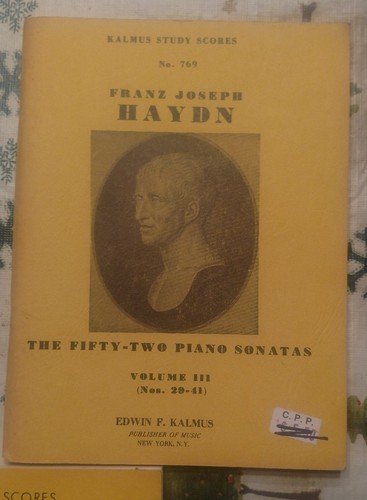 KALMUS STUDY SCORES
No. 769
FRANZ JOSEPH
HAYDN
THE FIFTY-TWO PIANO SONATAS
VOLUME III
(Nos. 29-41)
EDWIN F. KALMUS
PUBLISHER OF MUSIC
NEW YORK, N.Y.
C. P. P.
SCORES